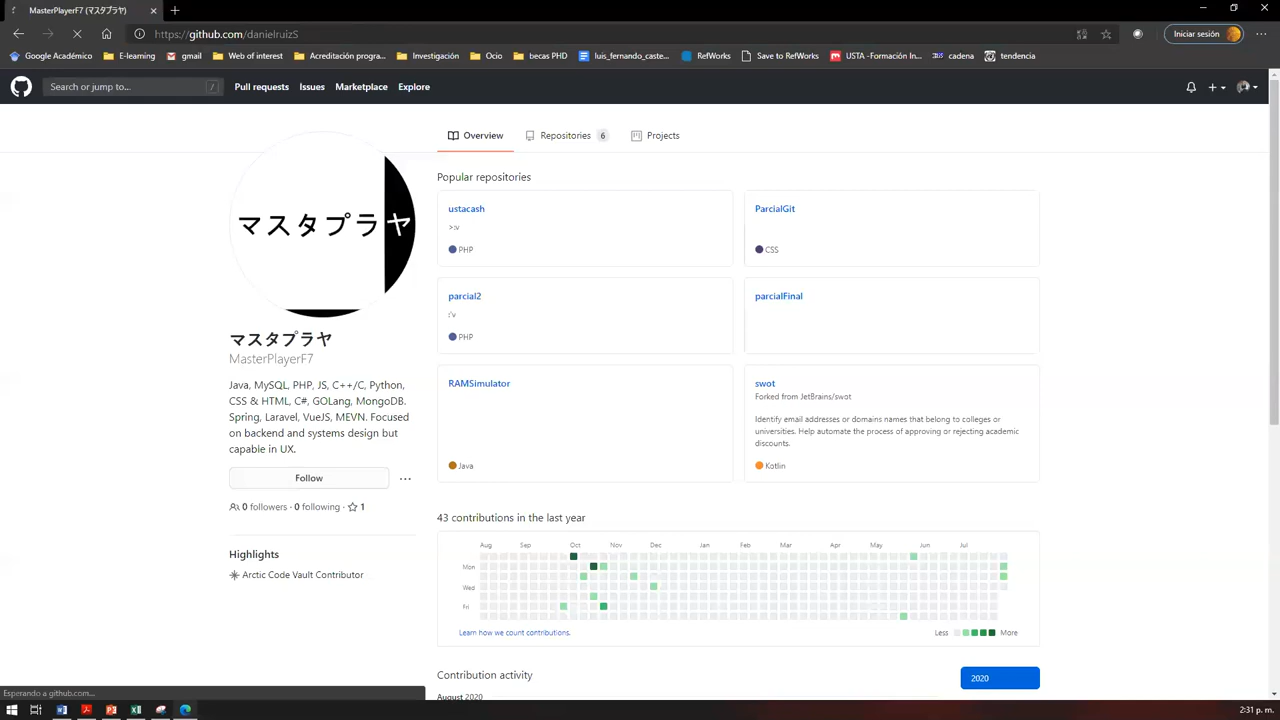 MasterPlayerF7 (マスタプラヤ)
https://github.com/danielruizS
Iniciar sesión
Google Académico
E-Learning
gmail
Web of Science
Acreditación progra...
Investigación
Ocio
becas PHD
luis_fernando_caste...
RefWorks
Save to RefWorks
USTA -Formación In...
cadena
tendencia
Search or jump to...
/
Pull requests
Issues
Marketplace
Explore
Overview
Repositories 6
Projects
マスタプラヤ
マスタプラヤ
MasterPlayerF7
Java, MySQL, PHP, JS, C++/C, Python,
CSS & HTML, C#, GOLang, MongoDB.
Spring, Laravel, VueJS, MEVN. Focused
on backend and systems design but
capable in UX.
Follow
0 followers · 0 following · 1
Highlights
Arctic Code Vault Contributor
Popular repositories
ustacash
>:v
PHP
ParcialGit
CSS
parcial2
:'v
PHP
parcialFinal
RAMSimulator
Java
swot
Forked from JetBrains/swot
Identify email addresses or domains names that belong to colleges or
universities. Help automate the process of approving or rejecting academic
discounts.
Kotlin
43 contributions in the last year
Aug Sep Oct Nov Dec Jan Feb Mar Apr May Jun Jul
Mon
Wed
Fri
Learn how we count contributions.
Less More
Contribution activity
2020
August 2020
Esperando a github.com...
2:31 p. m.